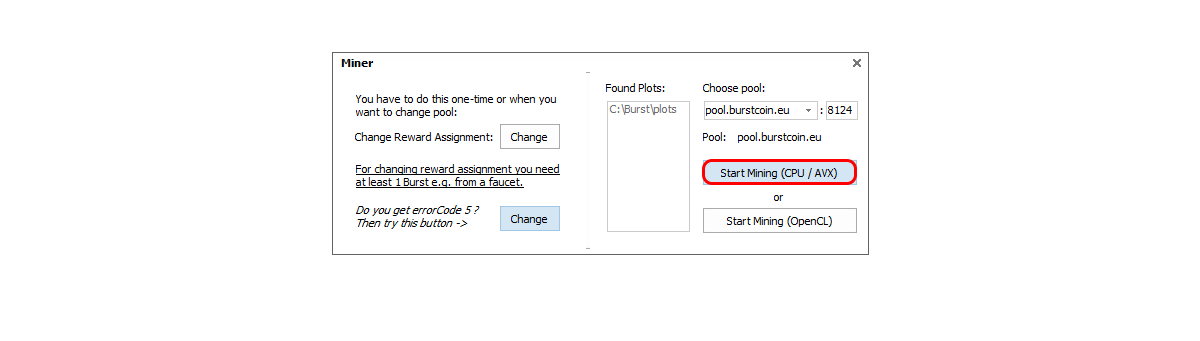 Miner
You have to do this one-time or when you
want to change pool:
Change Reward Assignment:
Change
For changing reward assignment you need
at least 1 Burst e.g. from a faucet.
Do you get errorCode 5 ?
Then try this button ->
Change
Found Plots:
C:\Burst\plots
Choose pool:
pool.burstcoin.eu : 8124
Pool: pool.burstcoin.eu
Start Mining (CPU / AVX)
or
Start Mining (OpenCL)